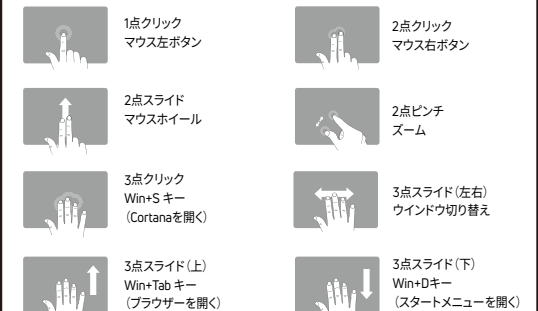 1点クリック
マウス左ボタン
2点クリック
マウス右ボタン
2点スライド
マウスホイール
2点ピンチ
ズーム
3点クリック
Win+S キー
（Cortanaを開く）
3点スライド（左右）
ウインドウ切り替え
3点スライド（上）
Win+Tab キー
（ブラウザーを開く）
3点スライド（下）
Win+Dキー
（スタートメニューを開く）